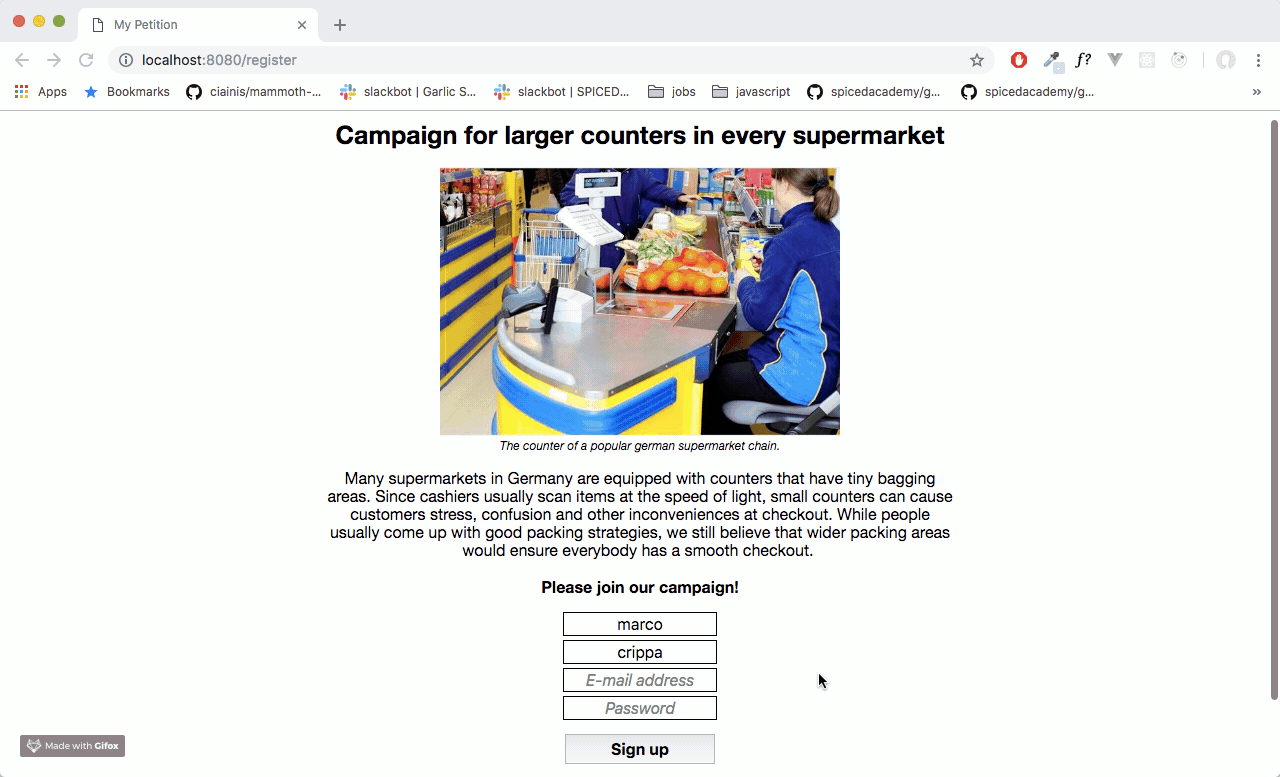 My Petition
localhost:8080/register
f?
Apps
Bookmarks
ciainis/mammoth-...
slackbot | Garlic S...
slackbot | SPICED...
jobs
javascript
spicedacademy/g...
spicedacademy/g...
»
Campaign for larger counters in every supermarket
The counter of a popular german supermarket chain.
Many supermarkets in Germany are equipped with counters that have tiny bagging
areas. Since cashiers usually scan items at the speed of light, small counters can cause
customers stress, confusion and other inconveniences at checkout. While people
usually come up with good packing strategies, we still believe that wider packing areas
would ensure everybody has a smooth checkout.
Please join our campaign!
marco
crippa
E-mail address
Password
Sign up
Made with Gifox